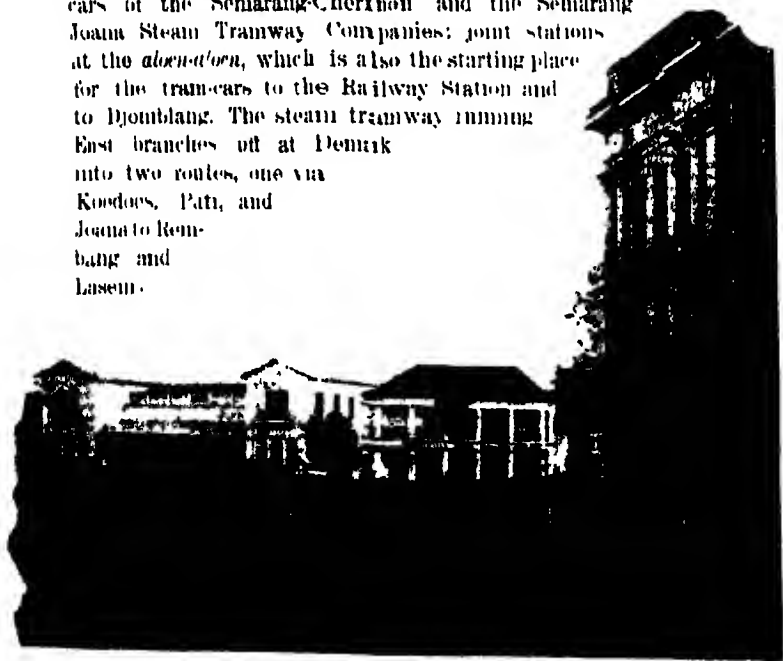 cars of the Semarang-Cheribon and the Semarang
Joana Steam Tramway Companies; joint stations
at the aloen-aloen, which is also the starting place
for the tram-cars to the Railway Station and
to Djomblang. The steam tramway running
East branches off at Demak
into two routes, one via
Koedoes, Pati, and
Joana to Rem-
bang and
Lasem.